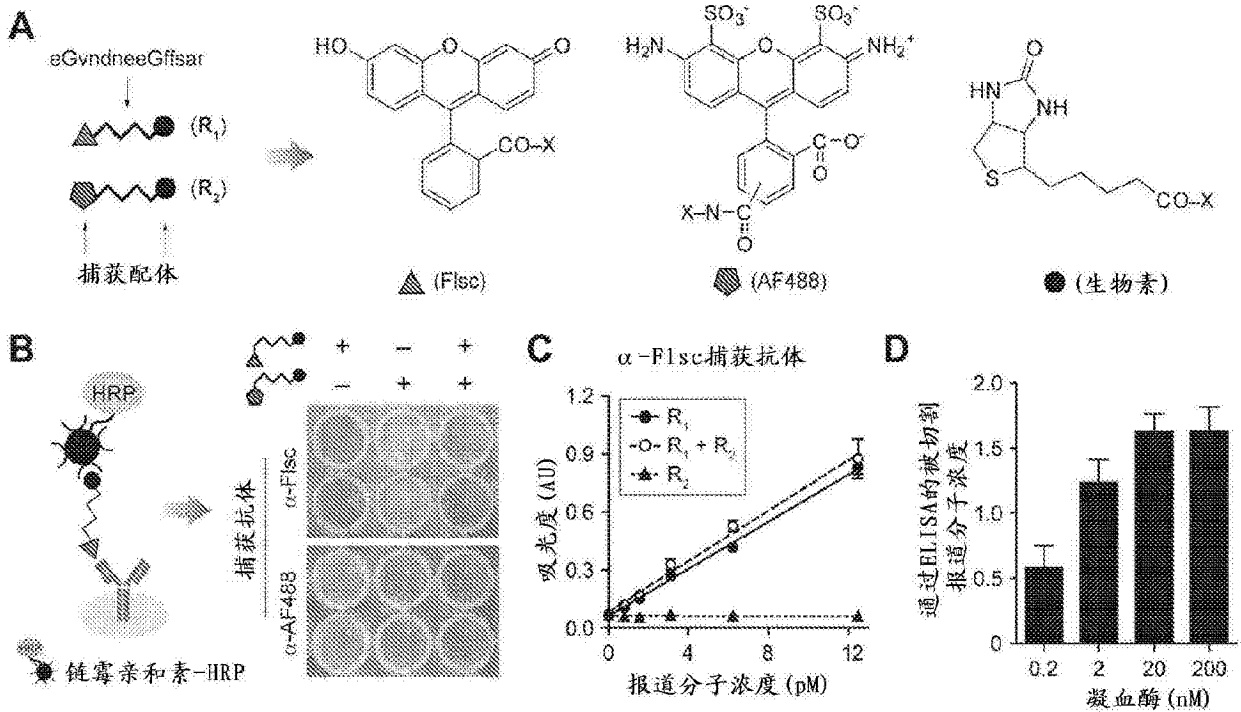 A
eGvndneeGffsar
(R₁)
(R₂)
捕获配体
HO
O
O
CO–X
(Flsc)
SO₃⁻
SO₃⁻
H₂N
O
NH₂⁺
C–O⁻
O
X–N–C
O
(AF488)
O
HN
NH
S
CO–X
(生物素)
B
HRP
链霉亲和素-HRP
+ − +
− + +
捕获抗体
α-Flsc
α-AF488
C
α-Flsc捕获抗体
R₁
R₁ + R₂
R₂
吸光度(AU)
1.2
0.9
0.6
0.3
0.0
0 4 8 12
报道分子浓度(pM)
D
通过ELISA的被切割
报道分子浓度
2.0
1.5
1.0
0.5
0
0.2 2 20 200
凝血酶(nM)